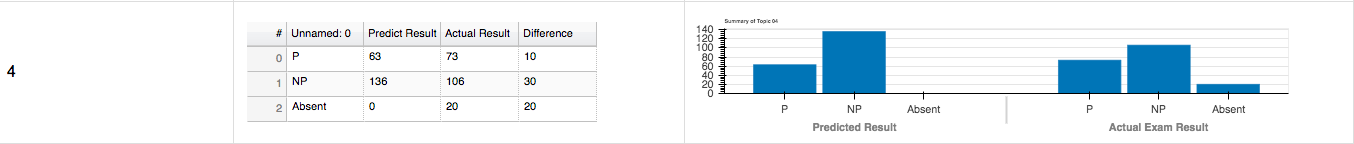 4
# Unnamed: 0 Predict Result Actual Result Difference
0 P 63 73 10
1 NP 136 106 30
2 Absent 0 20 20
Summary of Topic 04
140
120
100
80
60
40
20
0
P NP Absent P NP Absent
Predicted Result Actual Exam Result